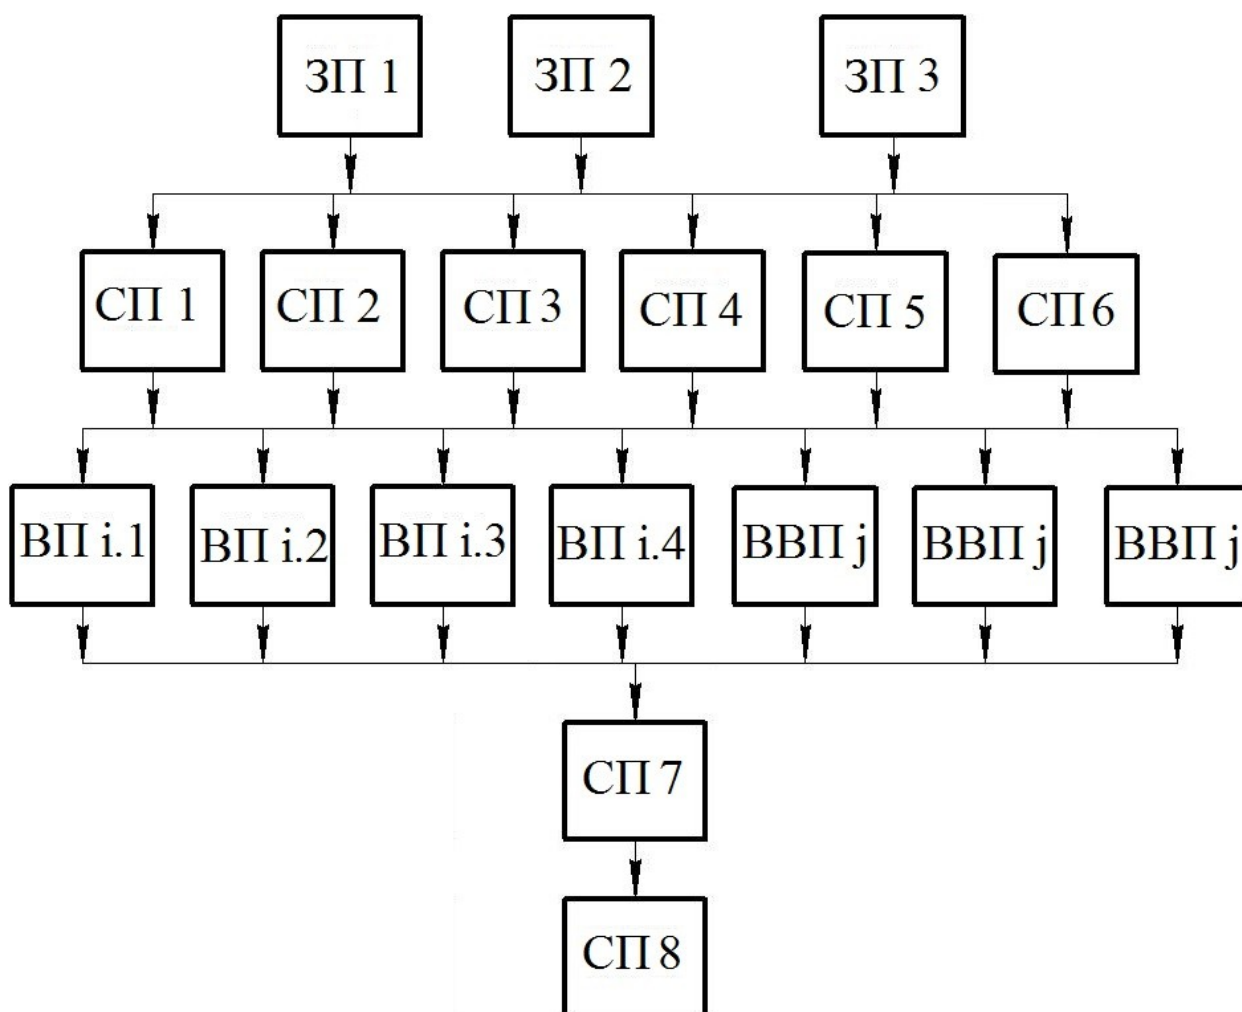 ЗП 1
ЗП 2
ЗП 3
СП 1
СП 2
СП 3
СП 4
СП 5
СП 6
ВП i.1
ВП i.2
ВП i.3
ВП i.4
ВВП j
ВВП j
ВВП j
СП 7
СП 8